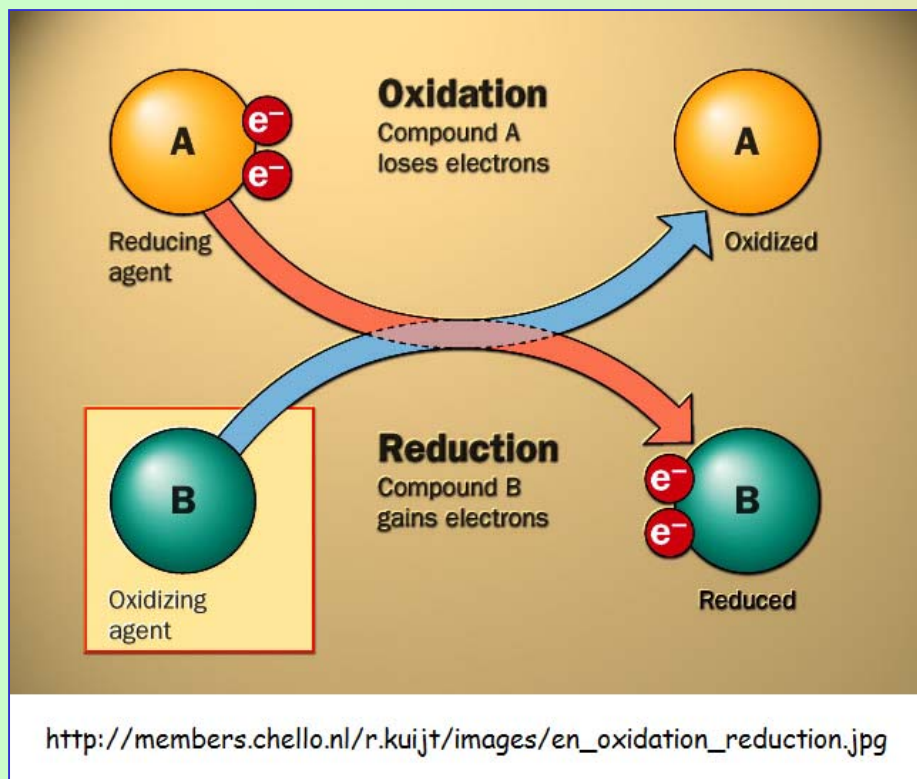 A
e–
e–
Reducing
agent
Oxidation
Compound A
loses electrons
A
Oxidized
B
Oxidizing
agent
Reduction
Compound B
gains electrons
e–
e–
B
Reduced
http://members.chello.nl/r.kuijt/images/en_oxidation_reduction.jpg